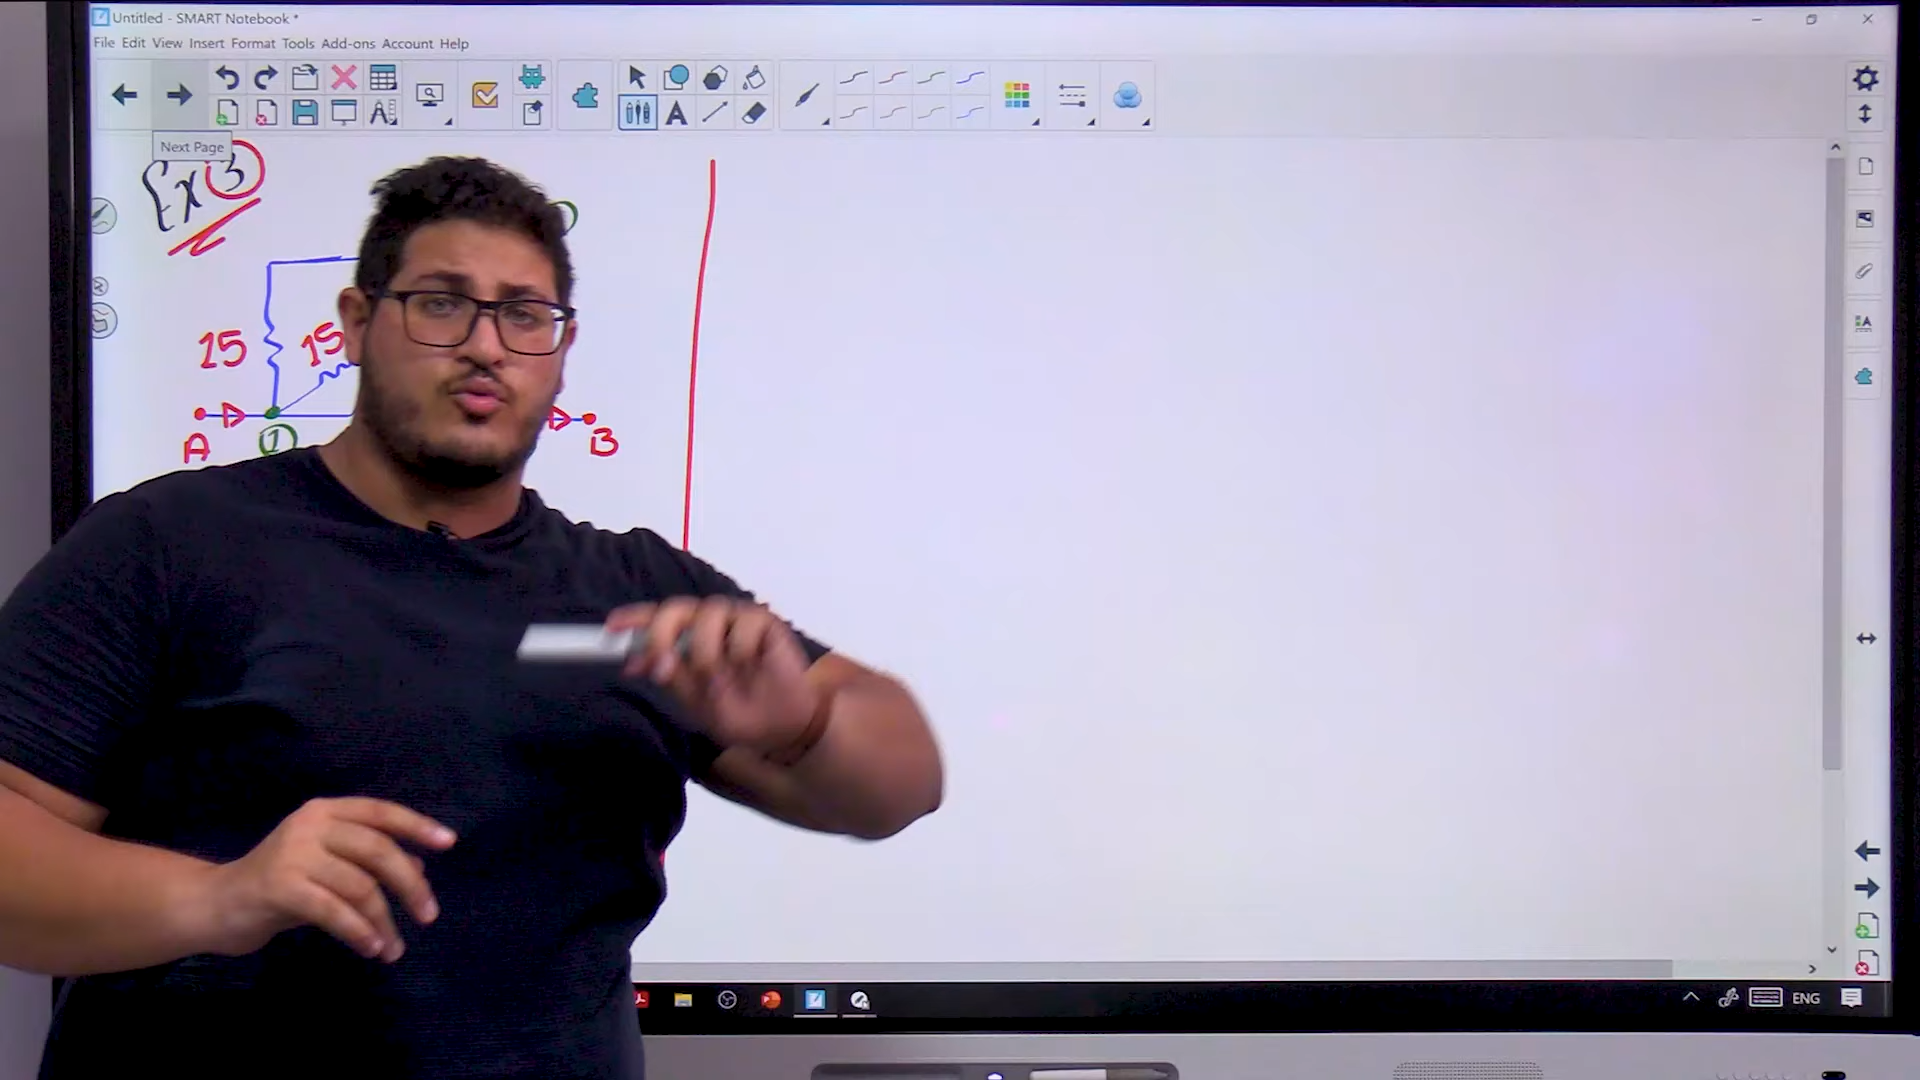 Untitled - SMART Notebook *
File Edit View Insert Format Tools Add-ons Account Help
Next Page
Ex 3
15
15
A
1
B
ENG